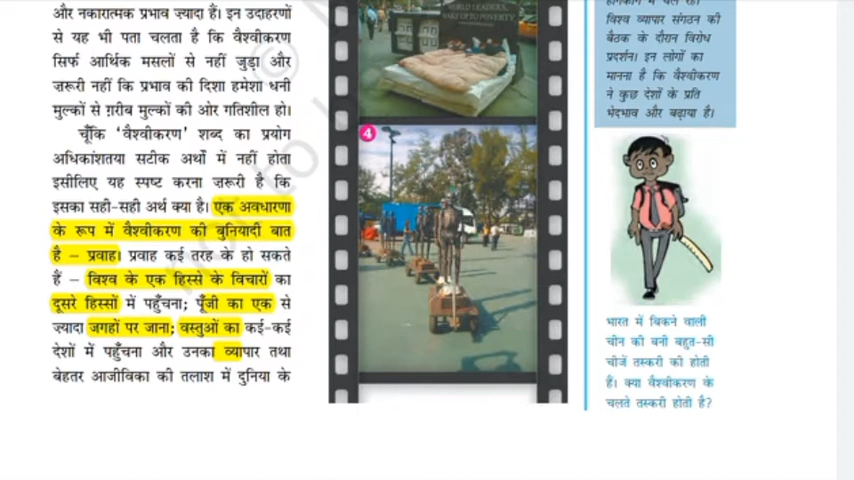 और नकारात्मक प्रभाव ज़्यादा है। इन उदाहरणों
से यह भी पता चलता है कि वैश्वीकरण
सिर्फ आर्थिक मसलों से नहीं जुड़ा और
ज़रूरी नहीं कि प्रभाव की दिशा हमेशा धनी
मुल्कों से ग़रीब मुल्कों की ओर गतिशील हो।
चूँकि 'वैश्वीकरण' शब्द का प्रयोग
अधिकांशतया सटीक अर्थों में नहीं होता
इसीलिए यह स्पष्ट करना ज़रूरी है कि
इसका सही-सही अर्थ क्या है। एक अवधारणा
के रूप में वैश्वीकरण की बुनियादी बात
है – प्रवाह। प्रवाह कई तरह के हो सकते
हैं – विश्व के एक हिस्से के विचारों का
दूसरे हिस्सों में पहुँचना; पूँजी का एक से
ज़्यादा जगहों पर जाना; वस्तुओं का कई-कई
देशों में पहुँचना और उनका व्यापार तथा
बेहतर आजीविका की तलाश में दुनिया के
WORLD LEADERS,
WAKE UP TO POVERTY
4
विश्व व्यापार संगठन की
बैठक के दौरान विरोध
प्रदर्शन। इन लोगों का
मानना है कि वैश्वीकरण
ने कुछ देशों के प्रति
भेदभाव और बढ़ाया है।
भारत में बिकने वाली
चीन की बनी बहुत-सी
चीजें तस्करी की होती
हैं। क्या वैश्वीकरण के
चलते तस्करी होती है?